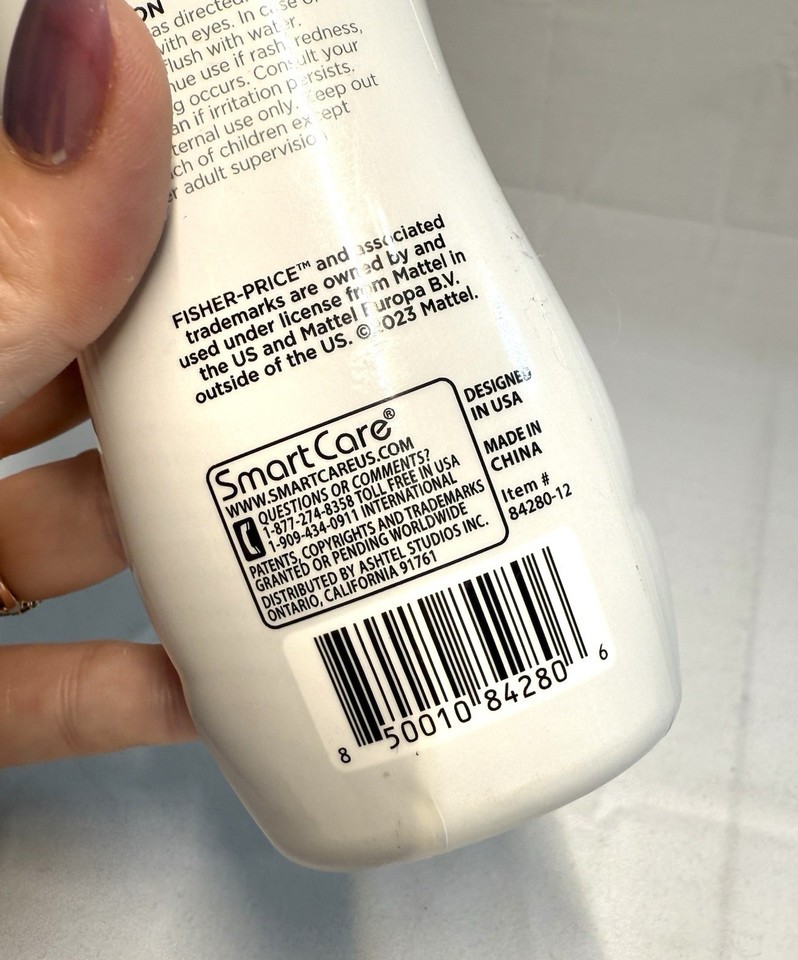 ON
as directed.
with eyes. In case of
flush with water.
nue use if rash, redness,
g occurs. Consult your
an if irritation persists.
ternal use only. Keep out
ch of children except
er adult supervision
FISHER-PRICE™ and associated
trademarks are owned by and
used under license from Mattel in
the US and Mattel Europa B.V.
outside of the US. ©2023 Mattel.
SmartCare®
WWW.SMARTCAREUS.COM
QUESTIONS OR COMMENTS?
1-877-274-8358 TOLL FREE IN USA
1-909-434-0911 INTERNATIONAL
PATENTS, COPYRIGHTS AND TRADEMARKS
GRANTED OR PENDING WORLDWIDE
DISTRIBUTED BY ASHTEL STUDIOS INC.
ONTARIO, CALIFORNIA 91761
DESIGNED
IN USA
MADE IN
CHINA
Item #
84280-12
8 50010 84280 6